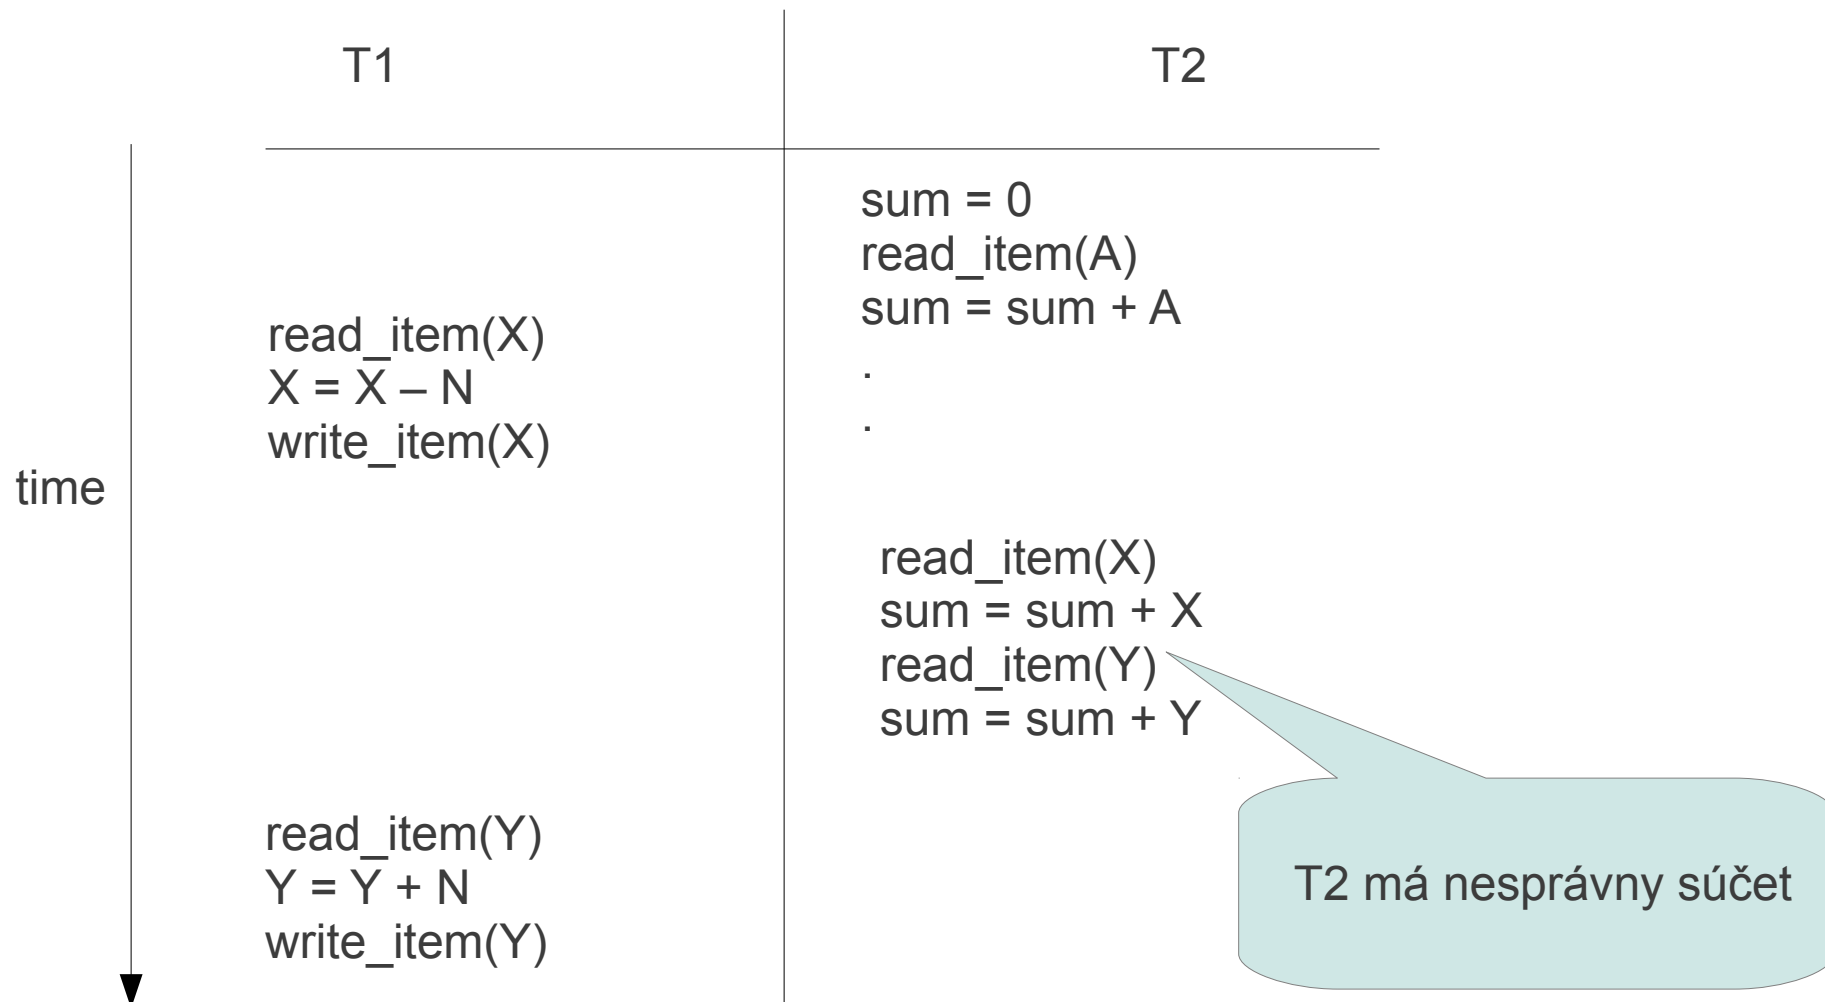 T1
T2
time
sum = 0
read_item(A)
sum = sum + A
.
.
read_item(X)
X = X – N
write_item(X)
read_item(X)
sum = sum + X
read_item(Y)
sum = sum + Y
read_item(Y)
Y = Y + N
write_item(Y)
T2 má nesprávny súčet